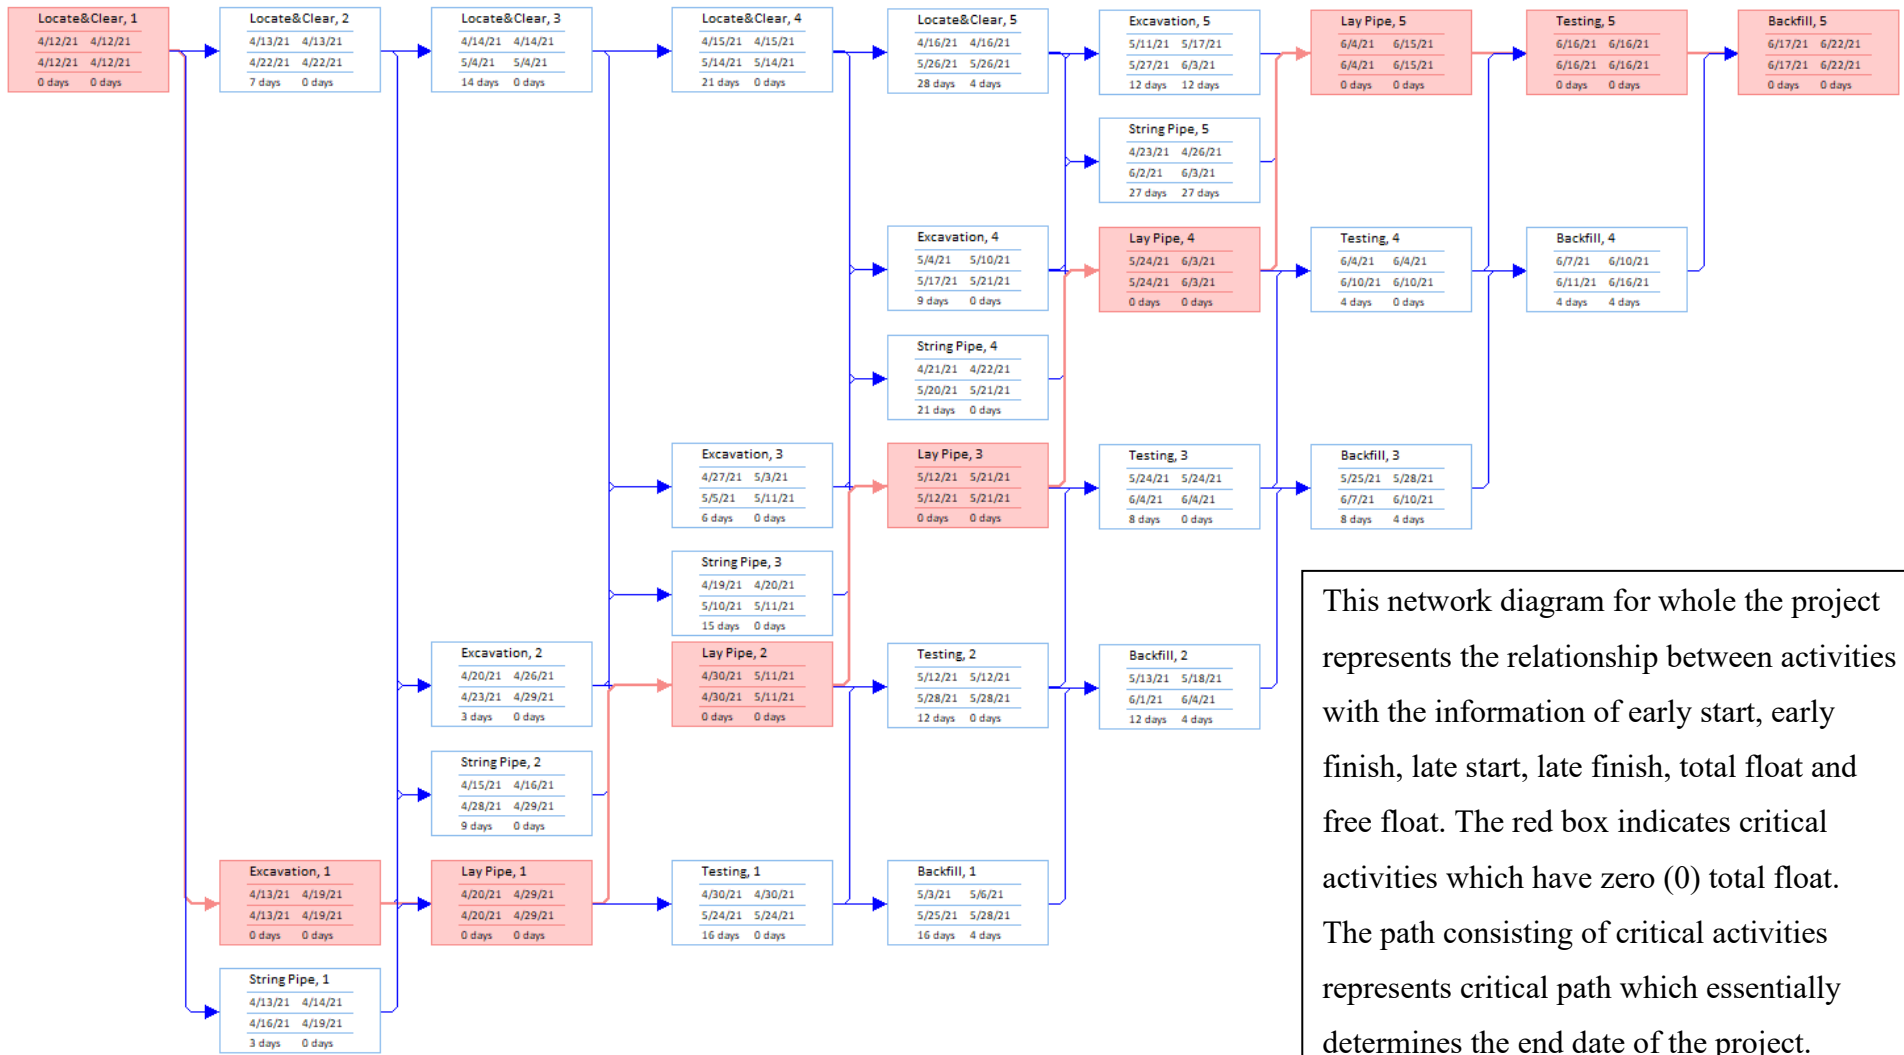 Locate&Clear, 1
4/12/21 4/12/21
4/12/21 4/12/21
0 days 0 days
Locate&Clear, 2
4/13/21 4/13/21
4/22/21 4/22/21
7 days 0 days
Locate&Clear, 3
4/14/21 4/14/21
5/4/21 5/4/21
14 days 0 days
Locate&Clear, 4
4/15/21 4/15/21
5/14/21 5/14/21
21 days 0 days
Locate&Clear, 5
4/16/21 4/16/21
5/26/21 5/26/21
28 days 4 days
Excavation, 5
5/11/21 5/17/21
5/27/21 6/3/21
12 days 12 days
Lay Pipe, 5
6/4/21 6/15/21
6/4/21 6/15/21
0 days 0 days
Testing, 5
6/16/21 6/16/21
6/16/21 6/16/21
0 days 0 days
Backfill, 5
6/17/21 6/22/21
6/17/21 6/22/21
0 days 0 days
String Pipe, 5
4/23/21 4/26/21
6/2/21 6/3/21
27 days 27 days
Excavation, 4
5/4/21 5/10/21
5/17/21 5/21/21
9 days 0 days
Lay Pipe, 4
5/24/21 6/3/21
5/24/21 6/3/21
0 days 0 days
Testing, 4
6/4/21 6/4/21
6/10/21 6/10/21
4 days 0 days
Backfill, 4
6/7/21 6/10/21
6/11/21 6/16/21
4 days 4 days
String Pipe, 4
4/21/21 4/22/21
5/20/21 5/21/21
21 days 0 days
Excavation, 3
4/27/21 5/3/21
5/5/21 5/11/21
6 days 0 days
Lay Pipe, 3
5/12/21 5/21/21
5/12/21 5/21/21
0 days 0 days
Testing, 3
5/24/21 5/24/21
6/4/21 6/4/21
8 days 0 days
Backfill, 3
5/25/21 5/28/21
6/7/21 6/10/21
8 days 4 days
String Pipe, 3
4/19/21 4/20/21
5/10/21 5/11/21
15 days 0 days
Excavation, 2
4/20/21 4/26/21
4/23/21 4/29/21
3 days 0 days
Lay Pipe, 2
4/30/21 5/11/21
4/30/21 5/11/21
0 days 0 days
Testing, 2
5/12/21 5/12/21
5/28/21 5/28/21
12 days 0 days
Backfill, 2
5/13/21 5/18/21
6/1/21 6/4/21
12 days 4 days
String Pipe, 2
4/15/21 4/16/21
4/28/21 4/29/21
9 days 0 days
Excavation, 1
4/13/21 4/19/21
4/13/21 4/19/21
0 days 0 days
Lay Pipe, 1
4/20/21 4/29/21
4/20/21 4/29/21
0 days 0 days
Testing, 1
4/30/21 4/30/21
5/24/21 5/24/21
16 days 0 days
Backfill, 1
5/3/21 5/6/21
5/25/21 5/28/21
16 days 4 days
String Pipe, 1
4/13/21 4/14/21
4/16/21 4/19/21
3 days 0 days
This network diagram for whole the project
represents the relationship between activities
with the information of early start, early
finish, late start, late finish, total float and
free float. The red box indicates critical
activities which have zero (0) total float.
The path consisting of critical activities
represents critical path which essentially
determines the end date of the project.